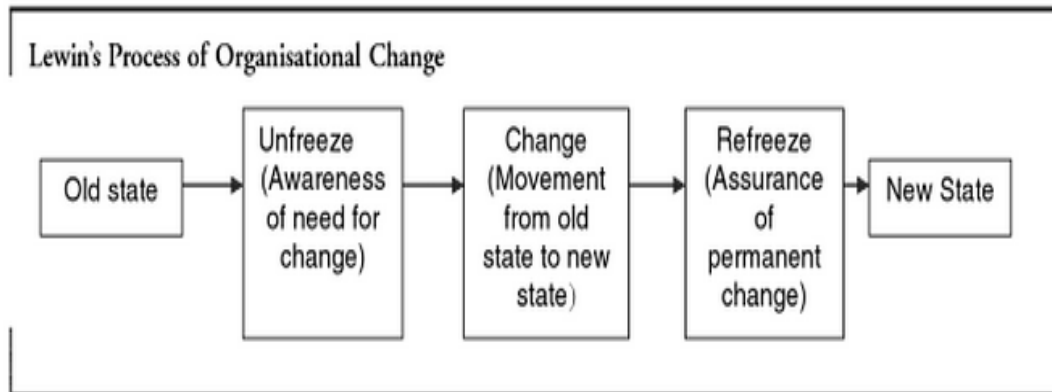 Lewin's Process of Organisational Change
Old state
Unfreeze
(Awareness
of need for
change)
Change
(Movement
from old
state to new
state)
Refreeze
(Assurance
of
permanent
change)
New State